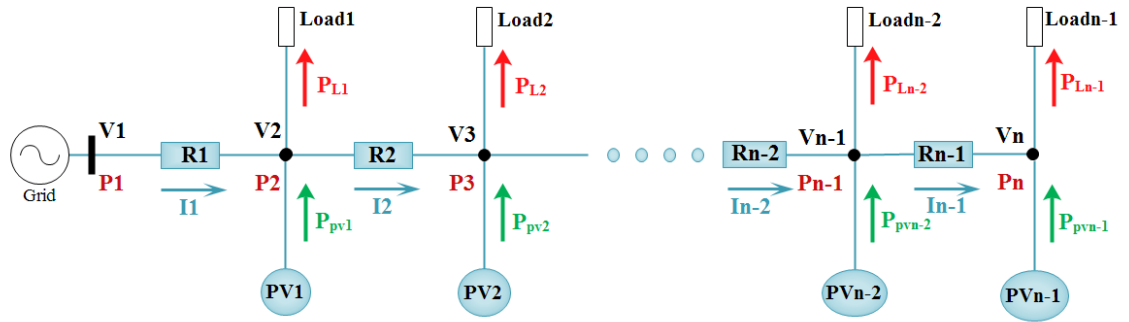 Load1
Load2
Loadn-2
Loadn-1
PL1
PL2
PLn-2
PLn-1
V1
V2
V3
Vn-1
Vn
R1
R2
Rn-2
Rn-1
Grid
P1
P2
P3
Pn-1
Pn
I1
I2
In-2
In-1
Ppv1
Ppv2
Ppvn-2
Ppvn-1
PV1
PV2
PVn-2
PVn-1